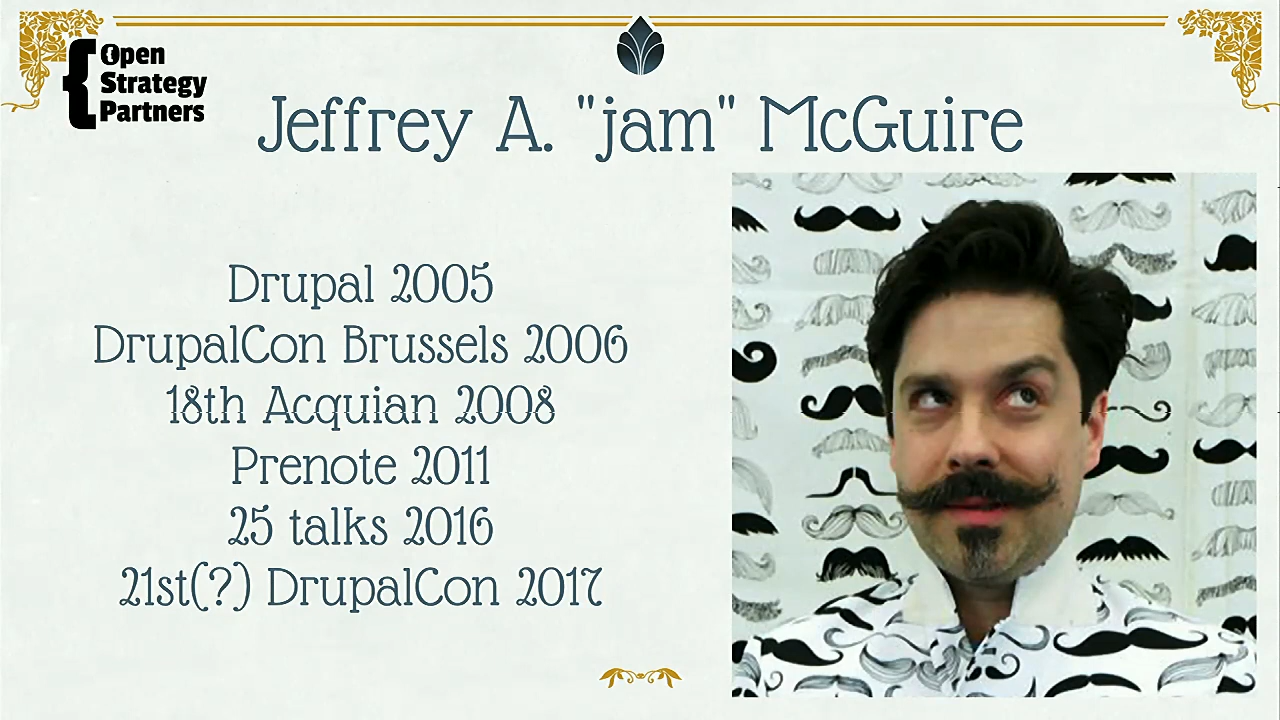 Open
Strategy
Partners
Jeffrey A. "jam" McGuire
Drupal 2005
DrupalCon Brussels 2006
18th Acquian 2008
Prenote 2011
25 talks 2016
21st(?) DrupalCon 2017